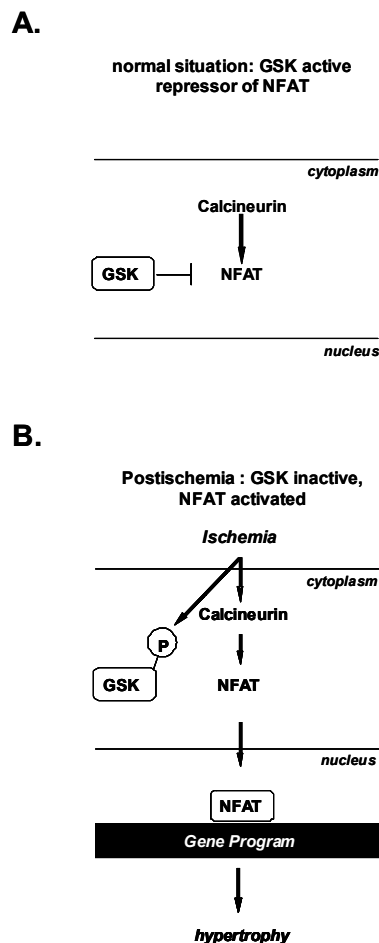 A.
normal situation: GSK active
repressor of NFAT
cytoplasm
Calcineurin
GSK
NFAT
nucleus
B.
Postischemia : GSK inactive,
NFAT activated
Ischemia
cytoplasm
Calcineurin
P
GSK
NFAT
nucleus
NFAT
Gene Program
hypertrophy